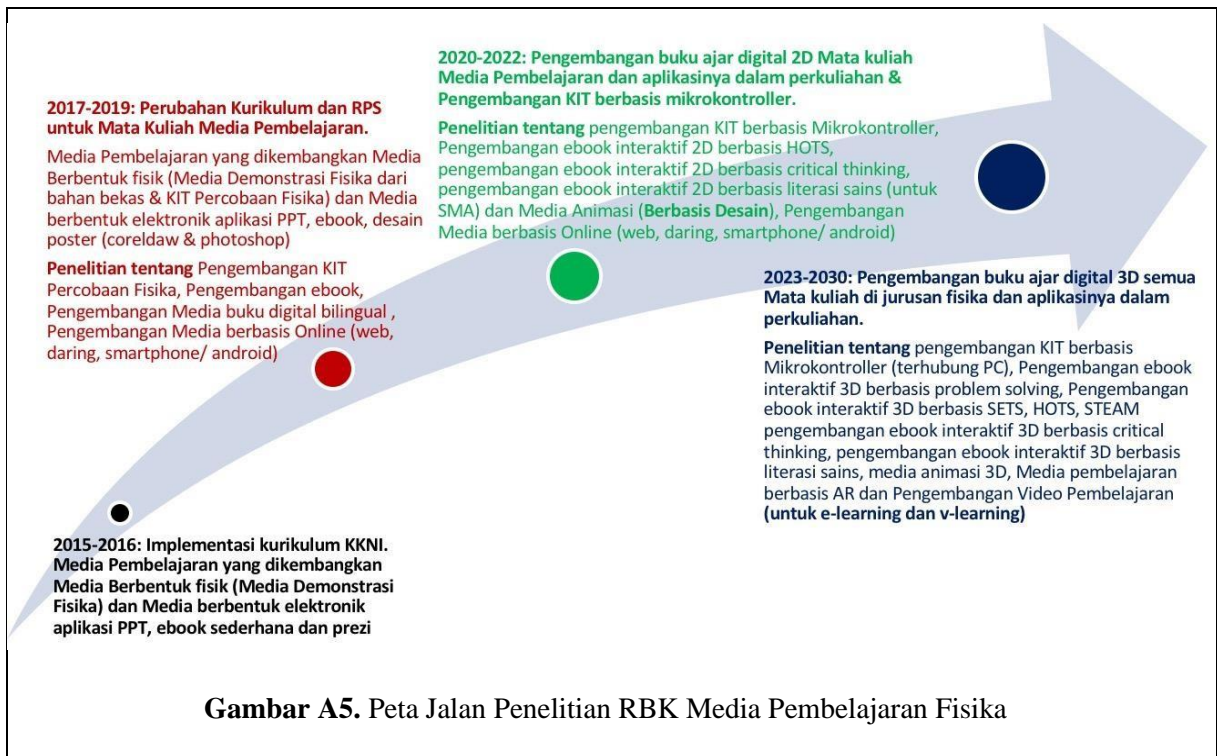 2015-2016: Implementasi kurikulum KKNI.
Media Pembelajaran yang dikembangkan
Media Berbentuk fisik (Media Demonstrasi
Fisika) dan Media berbentuk elektronik
aplikasi PPT, ebook sederhana dan prezi
2017-2019: Perubahan Kurikulum dan RPS
untuk Mata Kuliah Media Pembelajaran.
Media Pembelajaran yang dikembangkan Media
Berbentuk fisik (Media Demonstrasi Fisika dari
bahan bekas & KIT Percobaan Fisika) dan Media
berbentuk elektronik aplikasi PPT, ebook, desain
poster (coreldaw & photoshop)
Penelitian tentang Pengembangan KIT
Percobaan Fisika, Pengembangan ebook,
Pengembangan Media buku digital bilingual ,
Pengembangan Media berbasis Online (web,
daring, smartphone/ android)
2020-2022: Pengembangan buku ajar digital 2D Mata kuliah
Media Pembelajaran dan aplikasinya dalam perkuliahan &
Pengembangan KIT berbasis mikrokontroller.
Penelitian tentang pengembangan KIT berbasis Mikrokontroller,
Pengembangan ebook interaktif 2D berbasis HOTS,
pengembangan ebook interaktif 2D berbasis critical thinking,
pengembangan ebook interaktif 2D berbasis literasi sains (untuk
SMA) dan Media Animasi (Berbasis Desain), Pengembangan
Media berbasis Online (web, daring, smartphone/ android)
2023-2030: Pengembangan buku ajar digital 3D semua
Mata kuliah di jurusan fisika dan aplikasinya dalam
perkuliahan.
Penelitian tentang pengembangan KIT berbasis
Mikrokontroller (terhubung PC), Pengembangan ebook
interaktif 3D berbasis problem solving, Pengembangan
ebook interaktif 3D berbasis SETS, HOTS, STEAM
pengembangan ebook interaktif 3D berbasis critical
thinking, pengembangan ebook interaktif 3D berbasis
literasi sains, media animasi 3D, Media pembelajaran
berbasis AR dan Pengembangan Video Pembelajaran
(untuk e-learning dan v-learning)
Gambar A5. Peta Jalan Penelitian RBK Media Pembelajaran Fisika